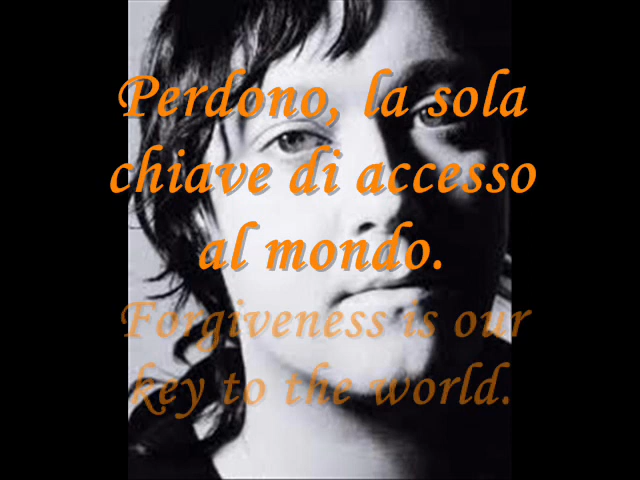 Perdono, la sola
chiave di accesso
al mondo.
Forgiveness is our
key to the world.